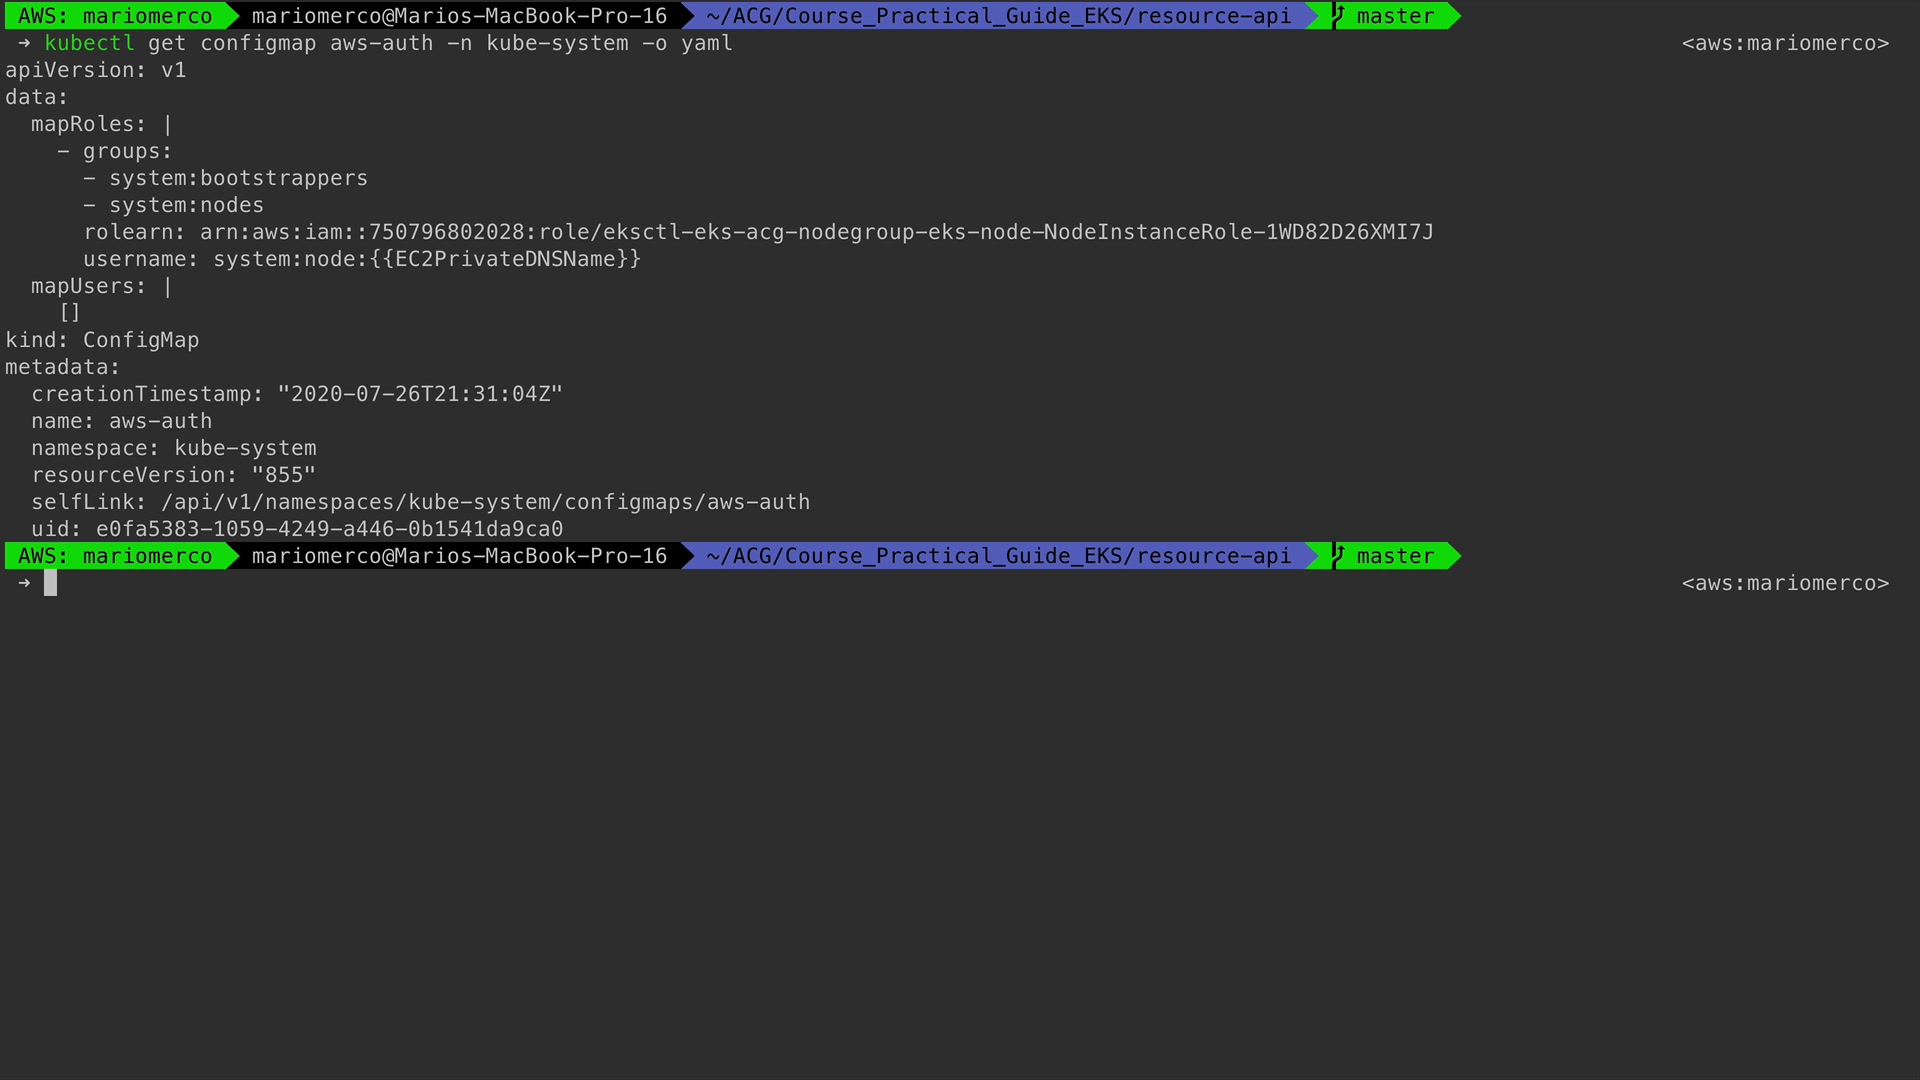 AWS: mariomerco mariomerco@Marios-MacBook-Pro-16 ~/ACG/Course_Practical_Guide_EKS/resource-api master
➜ kubectl get configmap aws-auth -n kube-system -o yaml <aws:mariomerco>
apiVersion: v1
data:
  mapRoles: |
    - groups:
      - system:bootstrappers
      - system:nodes
      rolearn: arn:aws:iam::750796802028:role/eksctl-eks-acg-nodegroup-eks-node-NodeInstanceRole-1WD82D26XMI7J
      username: system:node:{{EC2PrivateDNSName}}
  mapUsers: |
    []
kind: ConfigMap
metadata:
  creationTimestamp: "2020-07-26T21:31:04Z"
  name: aws-auth
  namespace: kube-system
  resourceVersion: "855"
  selfLink: /api/v1/namespaces/kube-system/configmaps/aws-auth
  uid: e0fa5383-1059-4249-a446-0b1541da9ca0
AWS: mariomerco mariomerco@Marios-MacBook-Pro-16 ~/ACG/Course_Practical_Guide_EKS/resource-api master
➜ <aws:mariomerco>